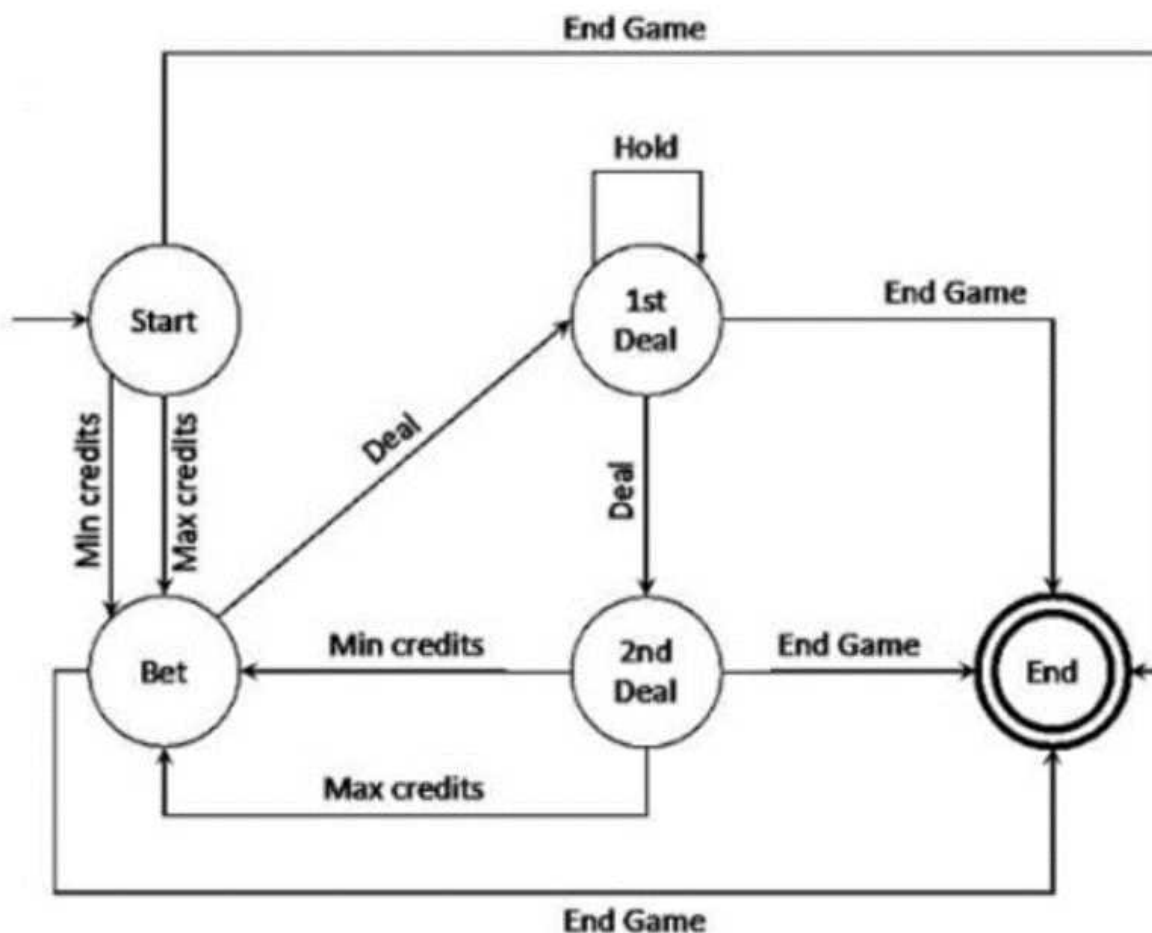 End Game
Hold
1st
Deal
End Game
Start
Min credits
Max credits
Deal
Deal
Min credits
2nd
Deal
End Game
Bet
End
Max credits
End Game